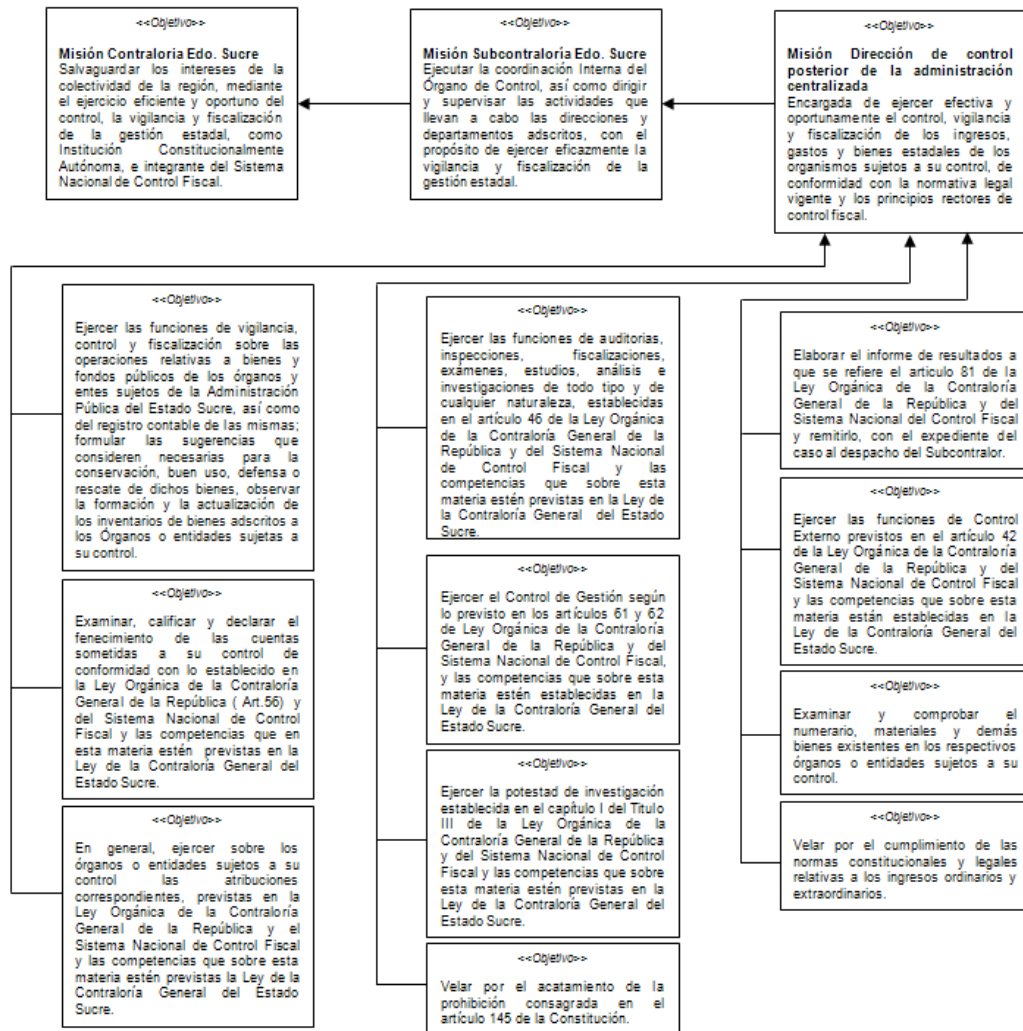 <<Objetivo>>
Misión Contraloria Edo. Sucre
Salvaguardar los intereses de la
colectividad de la región, mediante
el ejercicio eficiente y oportuno del
control, la vigilancia y fiscalización
de la gestión estadal, como
Institución Constitucionalmente
Autónoma, e integrante del Sistema
Nacional de Control Fiscal.
<<Objetivo>>
Misión Subcontraloría Edo. Sucre
Ejecutar la coordinación Interna del
Órgano de Control, así como dirigir
y supervisar las actividades que
llevan a cabo las direcciones y
departamentos adscritos, con el
propósito de ejercer eficazmente la
vigilancia y fiscalización de la
gestión estadal.
<<Objetivo>>
Misión Dirección de control
posterior de la administración
centralizada
Encargada de ejercer efectiva y
oportunamente el control, vigilancia
y fiscalización de los ingresos,
gastos y bienes estadales de los
organismos sujetos a su control, de
conformidad con la normativa legal
vigente y los principios rectores de
control fiscal.
<<Objetivo>>
Ejercer las funciones de vigilancia,
control y fiscalización sobre las
operaciones relativas a bienes y
fondos públicos de los órganos y
entes sujetos de la Administración
Pública del Estado Sucre, así como
del registro contable de las mismas;
formular las sugerencias que
consideren necesarias para la
conservación, buen uso, defensa o
rescate de dichos bienes, observar
la formación y la actualización de
los inventarios de bienes adscritos a
los Órganos o entidades sujetas a
su control.
<<Objetivo>>
Examinar, calificar y declarar el
fenecimiento de las cuentas
sometidas a su control de
conformidad con lo establecido en
la Ley Orgánica de la Contraloría
General de la República ( Art.56) y
del Sistema Nacional de Control
Fiscal y las competencias que en
esta materia estén previstas en la
Ley de la Contraloría General del
Estado Sucre.
<<Objetivo>>
En general, ejercer sobre los
órganos o entidades sujetos a su
control las atribuciones
correspondientes, previstas en la
Ley Orgánica de la Contraloría
General de la República y el
Sistema Nacional de Control Fiscal
y las competencias que sobre esta
materia estén previstas la Ley de la
Contraloría General del Estado
Sucre.
<<Objetivo>>
Ejercer las funciones de auditorias,
inspecciones, fiscalizaciones,
exámenes, estudios, análisis e
investigaciones de todo tipo y de
cualquier naturaleza, establecidas
en el artículo 46 de la Ley Orgánica
de la Contraloría General de la
República y del Sistema Nacional
de Control Fiscal y las
competencias que sobre esta
materia estén previstas en la Ley de
la Contraloría General del Estado
Sucre.
<<Objetivo>>
Ejercer el Control de Gestión según
lo previsto en los artículos 61 y 62
de Ley Orgánica de la Contraloría
General de la República y del
Sistema Nacional de Control Fiscal,
y las competencias que sobre esta
materia estén establecidas en la
Ley de la Contraloría General del
Estado Sucre.
<<Objetivo>>
Ejercer la potestad de investigación
establecida en el capítulo I del Titulo
III de la Ley Orgánica de la
Contraloría General de la República
y del Sistema Nacional de Control
Fiscal y las competencias que sobre
esta materia estén previstas en la
Ley de la Contraloría General del
Estado Sucre.
<<Objetivo>>
Velar por el acatamiento de la
prohibición consagrada en el
artículo 145 de la Constitución.
<<Objetivo>>
Elaborar el informe de resultados a
que se refiere el articulo 81 de la
Ley Orgánica de la Contraloría
General de la República y del
Sistema Nacional del Control Fiscal
y remitirlo, con el expediente del
caso al despacho del Subcontralor.
<<Objetivo>>
Ejercer las funciones de Control
Externo previstos en el artículo 42
de la Ley Orgánica de la Contraloría
General de la República y del
Sistema Nacional de Control Fiscal
y las competencias que sobre esta
materia están establecidas en la
Ley de la Contraloría General del
Estado Sucre.
<<Objetivo>>
Examinar y comprobar el
numerario, materiales y demás
bienes existentes en los respectivos
órganos o entidades sujetos a su
control.
<<Objetivo>>
Velar por el cumplimiento de las
normas constitucionales y legales
relativas a los ingresos ordinarios y
extraordinarios.